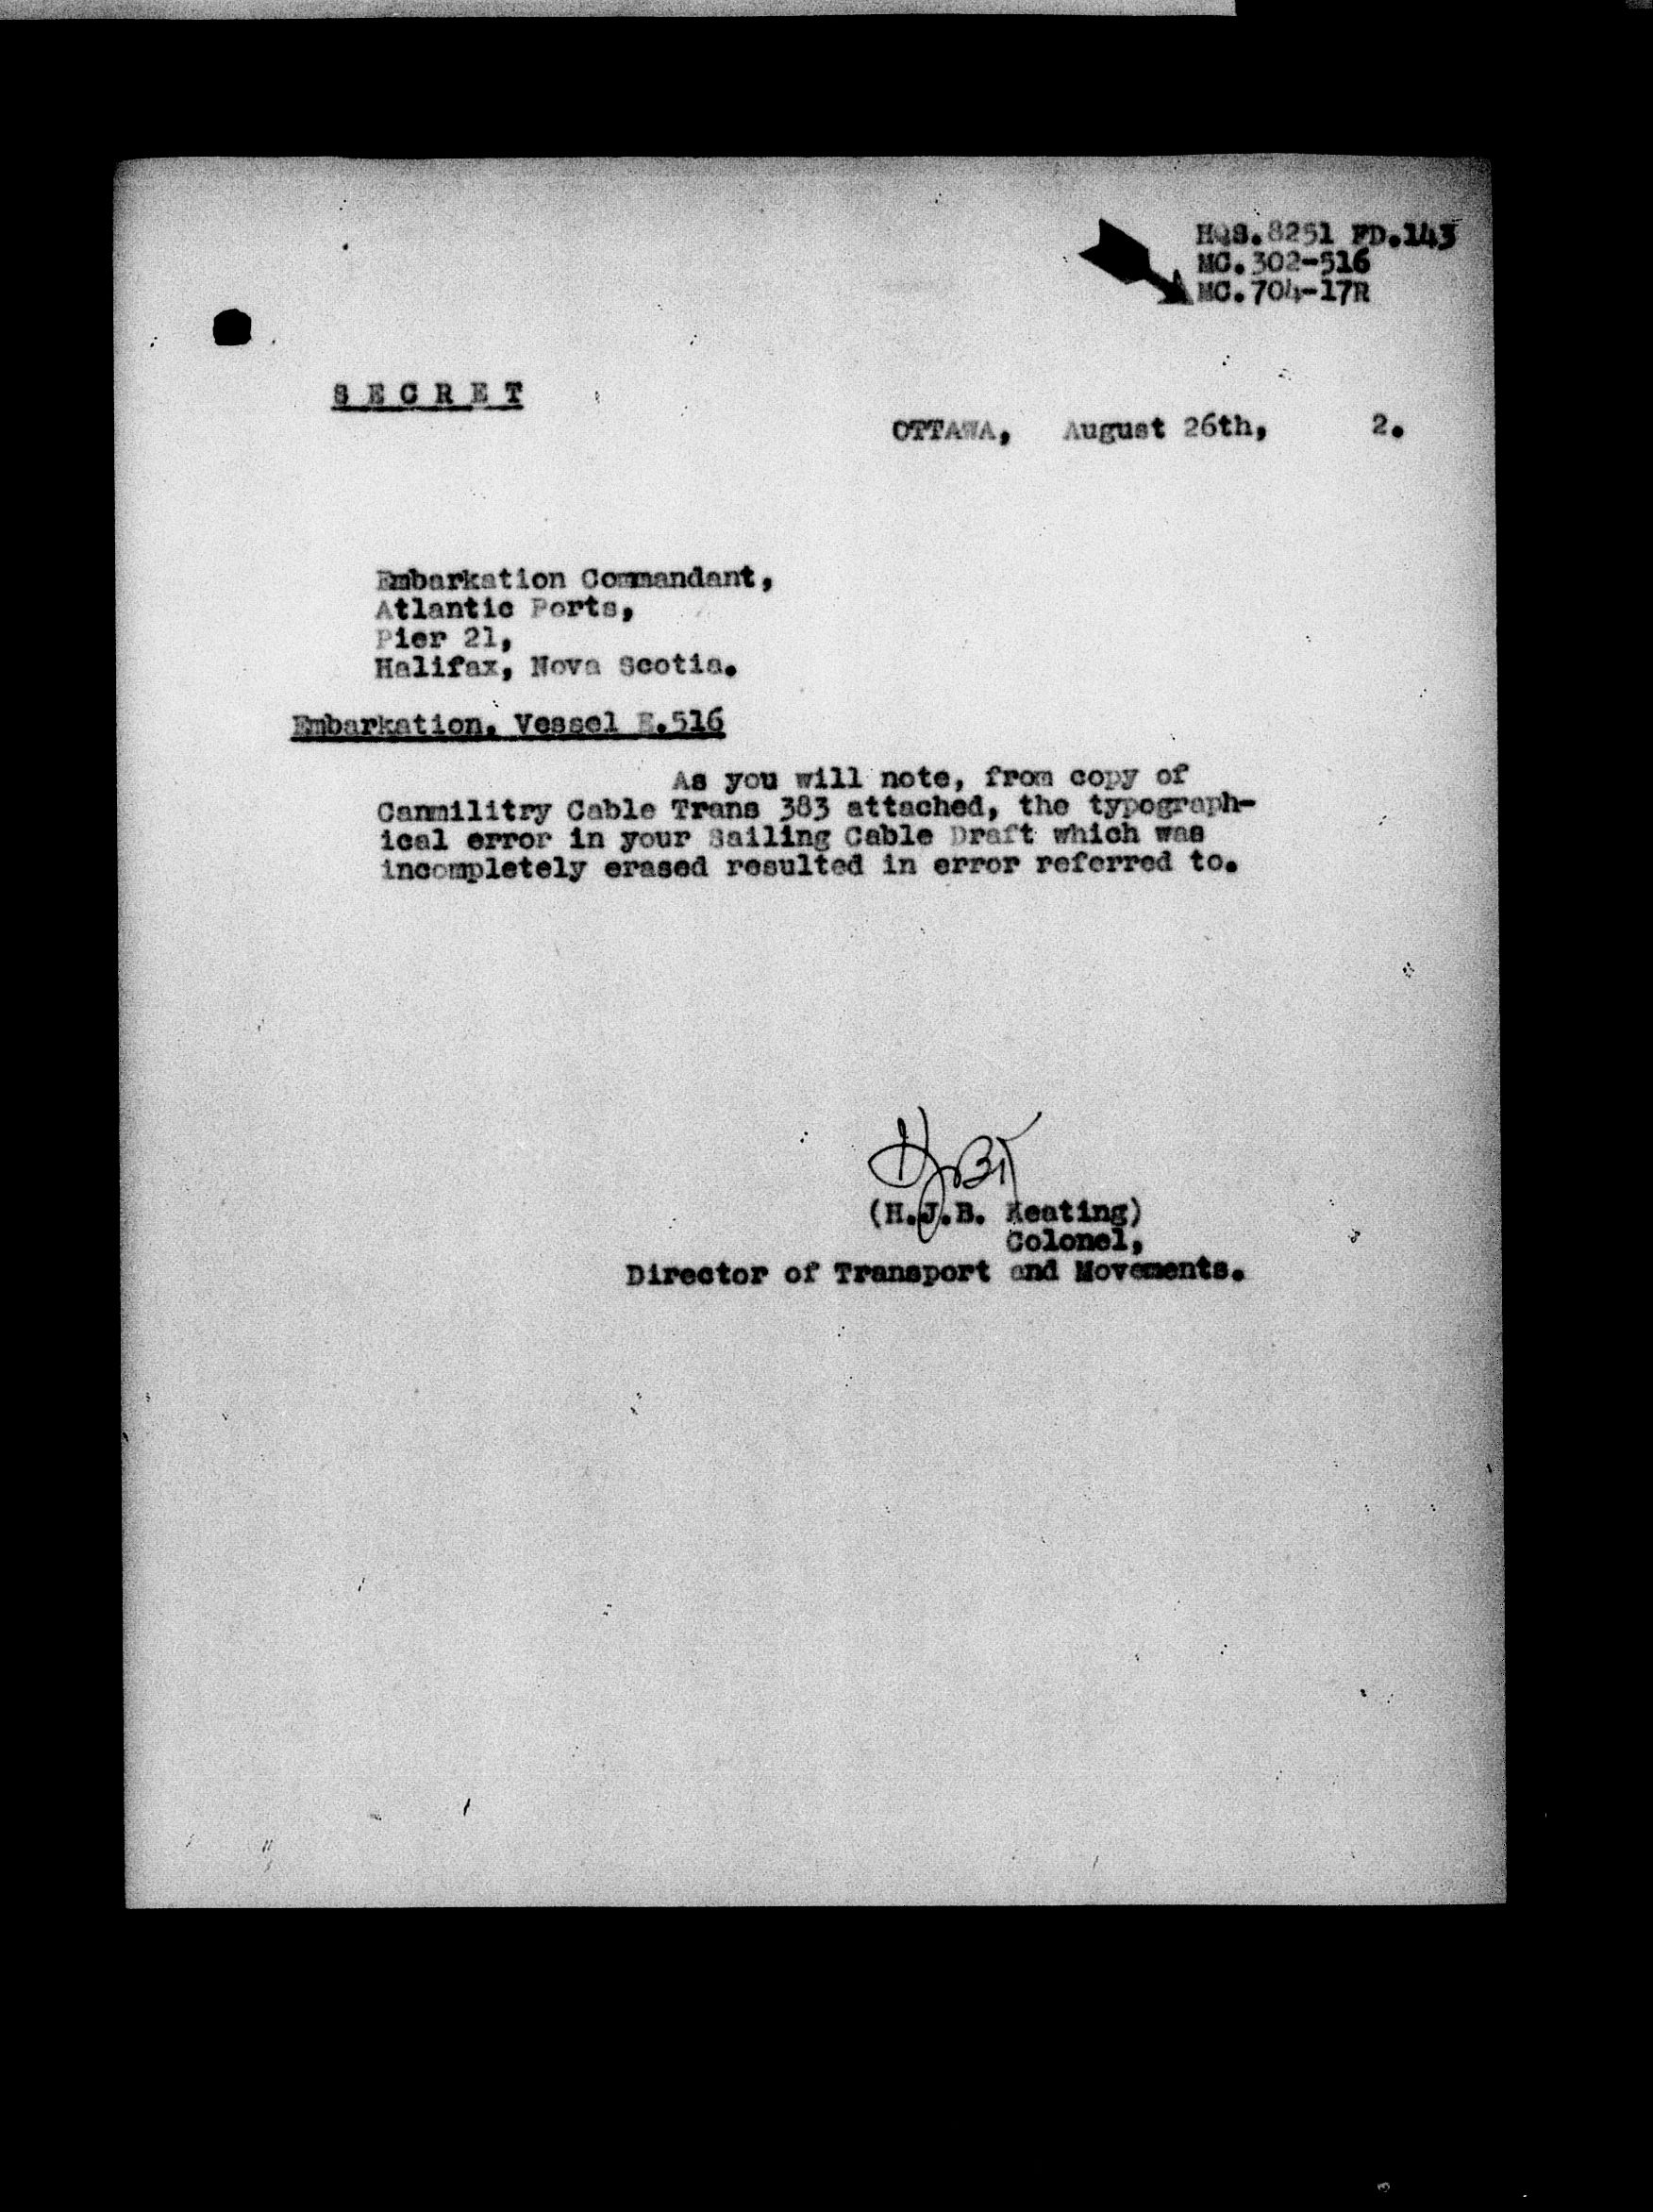 HQS.8251 FD.143
MC.302-516
MC.704-17R
S E C R E T
OTTAWA, August 26th, 2.
Embarkation Commandant,
Atlantic Ports,
Pier 21,
Halifax, Nova Scotia.
Embarkation. Vessel E.516
As you will note, from copy of
Canmilitry Cable Trans 383 attached, the typograph-
ical error in your Sailing Cable Draft which was
incompletely erased resulted in error referred to.
HJBK
(H.J.B. Keating)
Colonel,
Director of Transport and Movements.